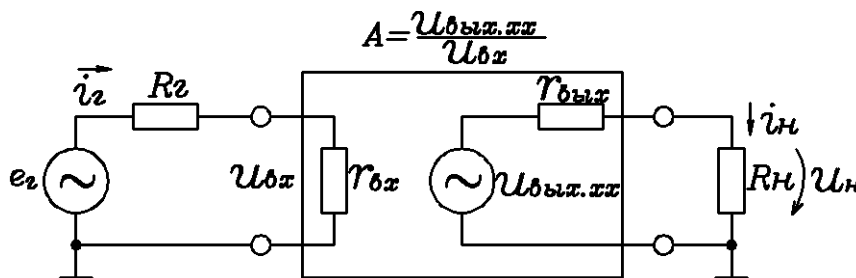 A=Uвых.хх/Uвх
iг
Rг
rвых
iн
eг
Uвх
rвх
Uвых.хх
Rн
Uн